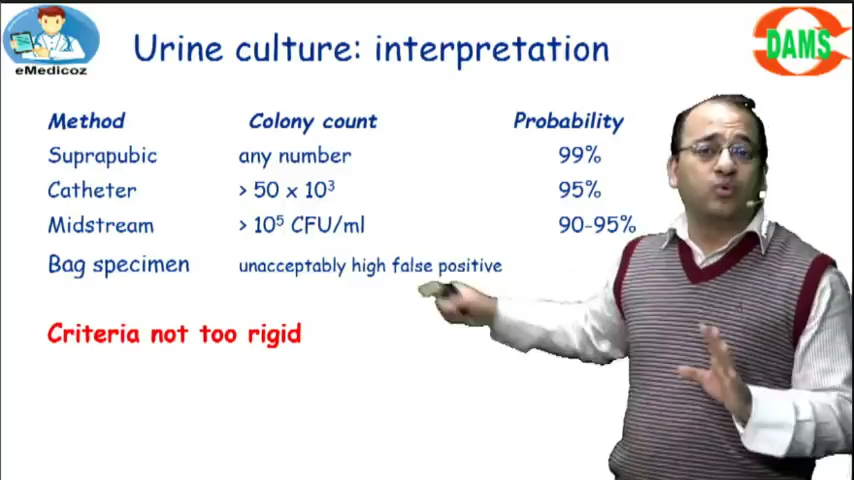 eMedicoz
Urine culture: interpretation
DAMS
Method Colony count Probability
Suprapubic any number 99%
Catheter > 50 x 10³ 95%
Midstream > 10⁵ CFU/ml 90-95%
Bag specimen unacceptably high false positive
Criteria not too rigid